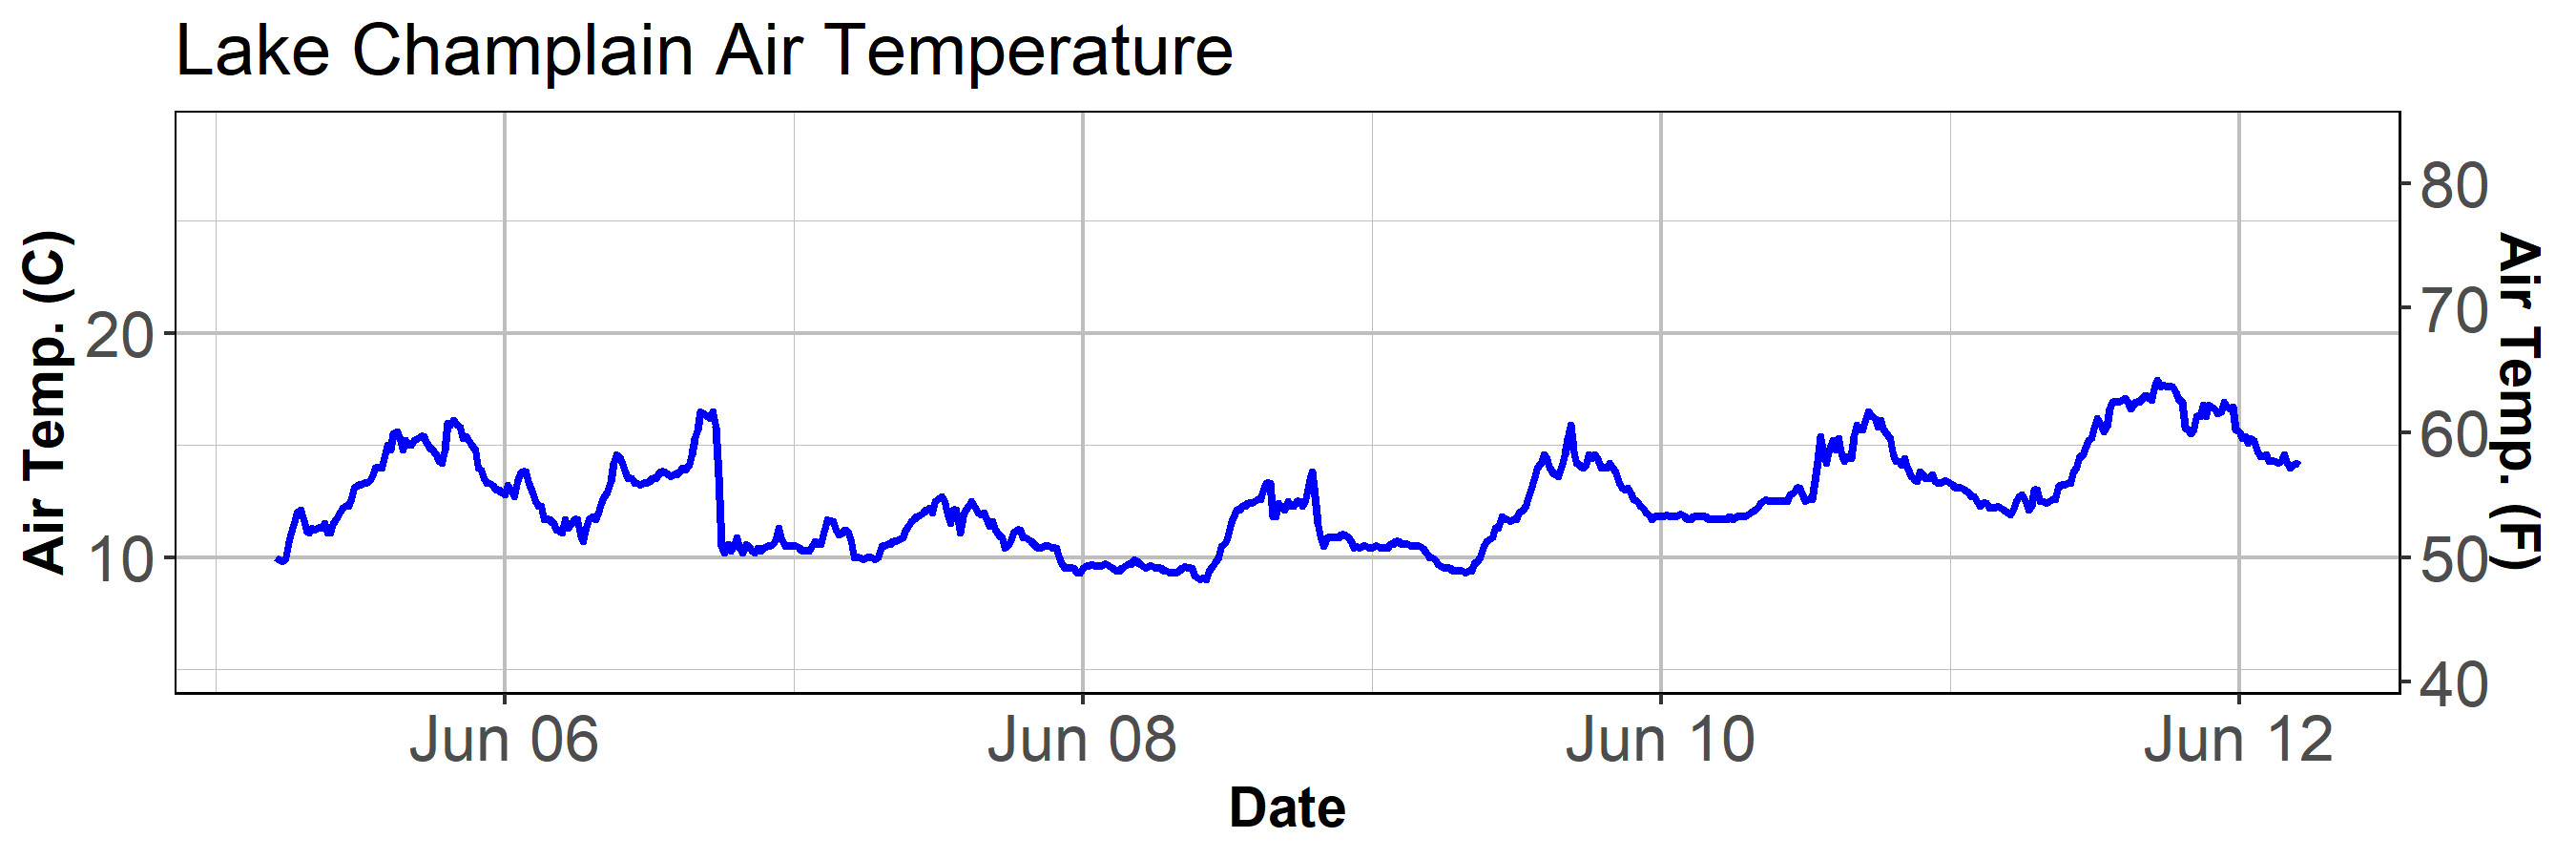 Lake Champlain Air Temperature
Air Temp. (C)
20
10
80
70
60
50
40
Air Temp. (F)
Jun 06 Jun 08 Jun 10 Jun 12
Date